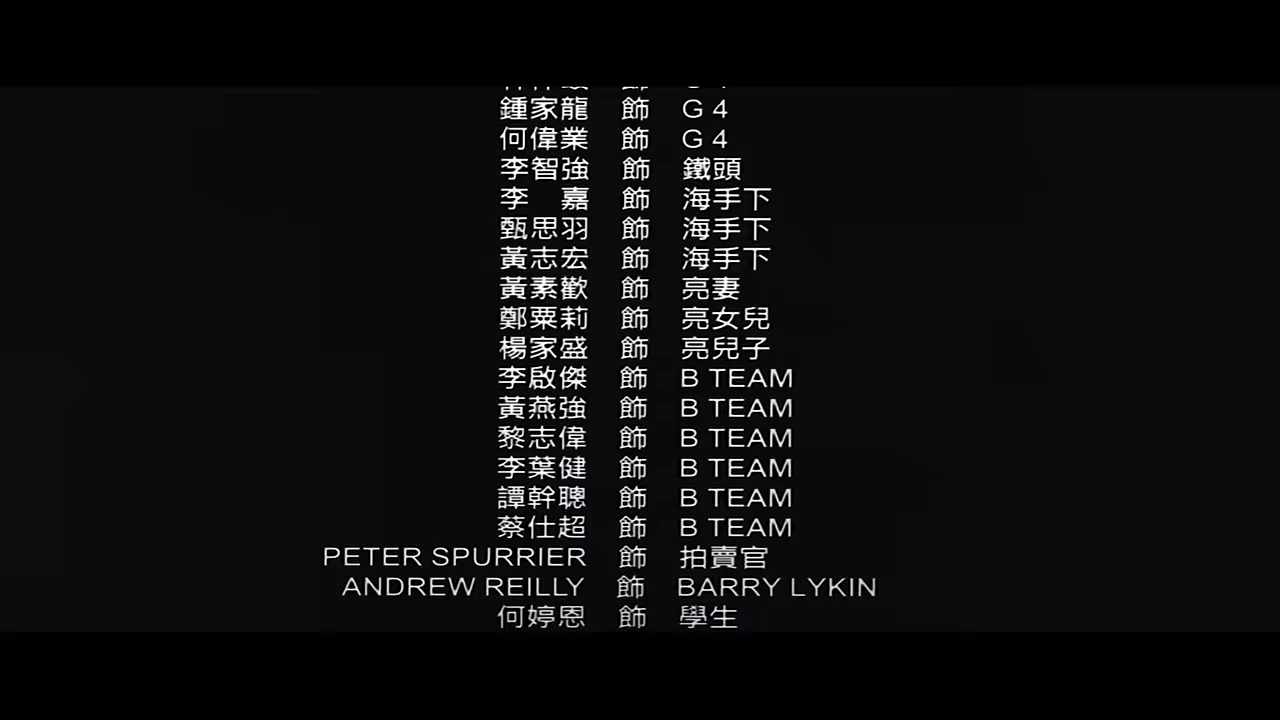 鍾家龍 飾 G 4
何偉業 飾 G 4
李智強 飾 鐵頭
李 嘉 飾 海手下
甄思羽 飾 海手下
黃志宏 飾 海手下
黃素歡 飾 亮妻
鄭粟莉 飾 亮女兒
楊家盛 飾 亮兒子
李啟傑 飾 B TEAM
黃燕強 飾 B TEAM
黎志偉 飾 B TEAM
李葉健 飾 B TEAM
譚幹聰 飾 B TEAM
蔡仕超 飾 B TEAM
PETER SPURRIER 飾 拍賣官
ANDREW REILLY 飾 BARRY LYKIN
何婷恩 飾 學生